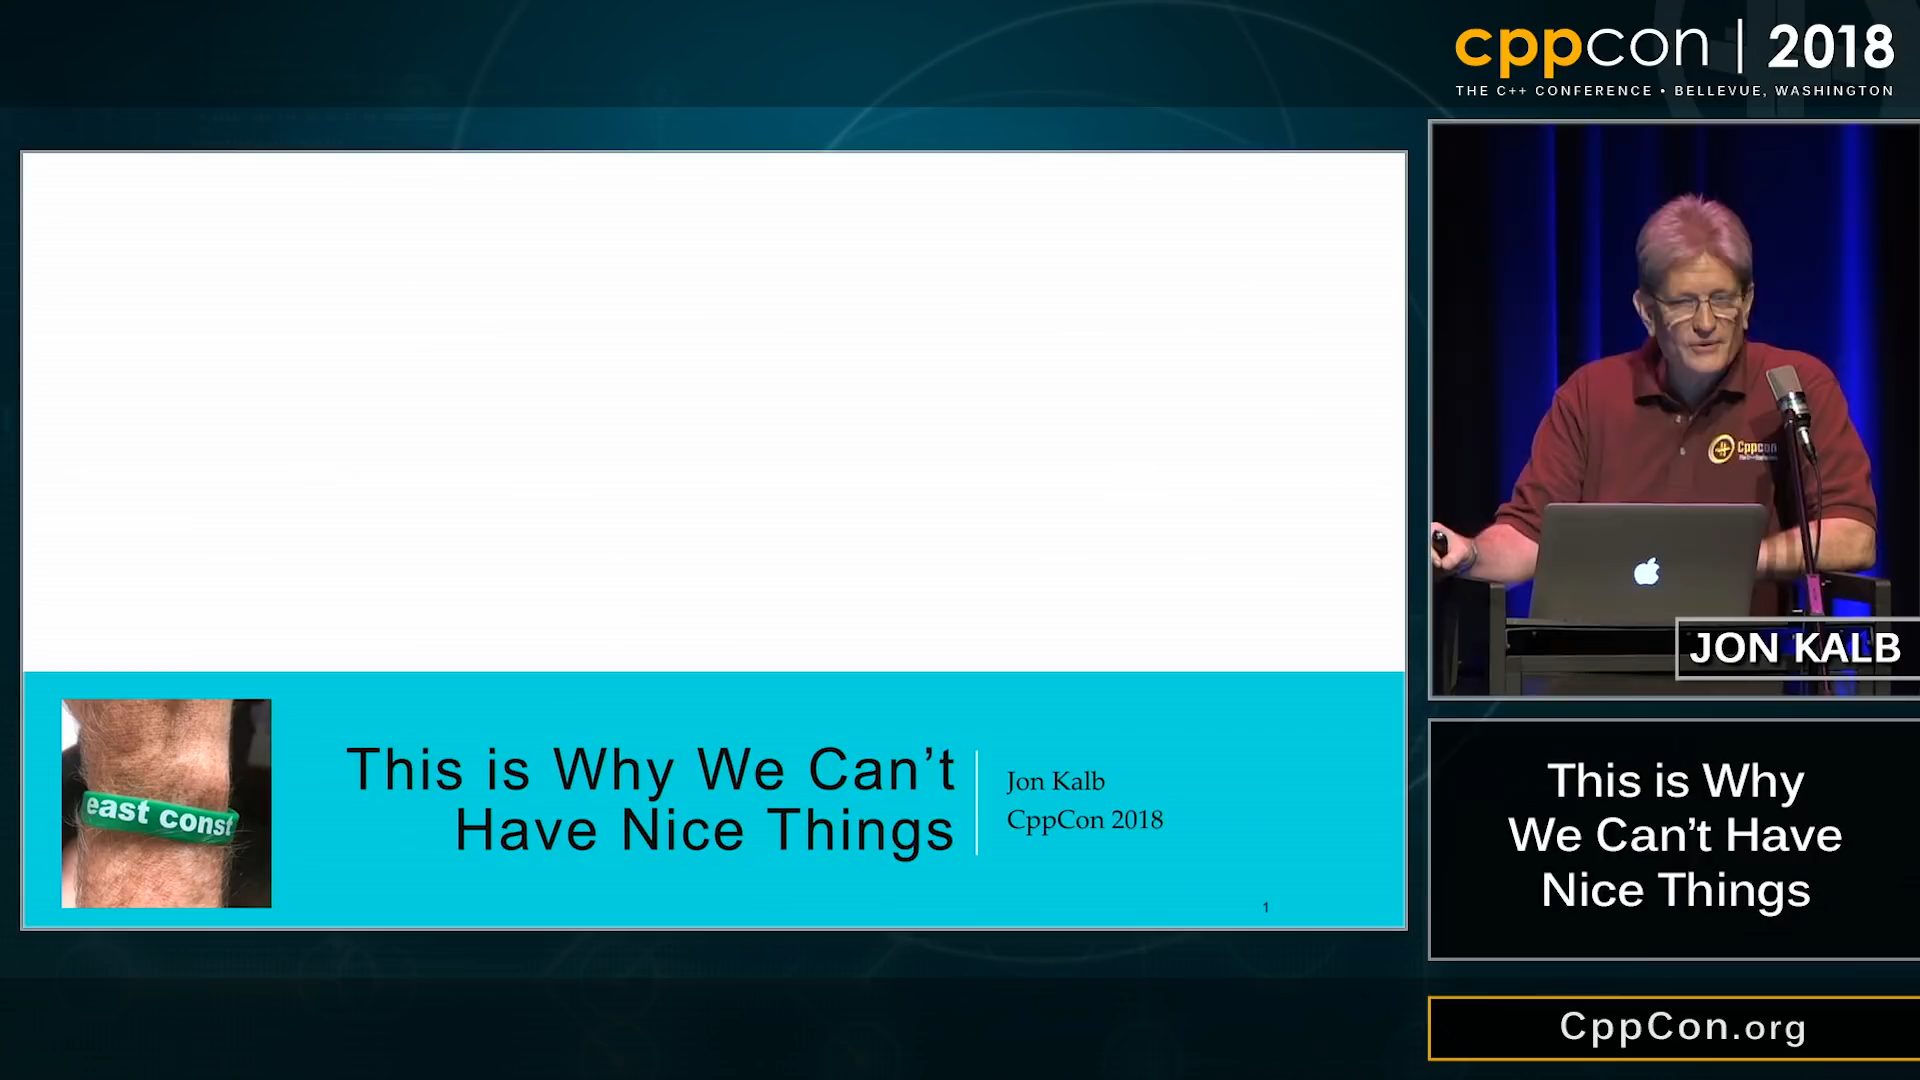 cppcon | 2018
THE C++ CONFERENCE • BELLEVUE, WASHINGTON
Cppcon
JON KALB
east const
This is Why We Can’t
Have Nice Things
Jon Kalb
CppCon 2018
1
This is Why
We Can’t Have
Nice Things
CppCon.org